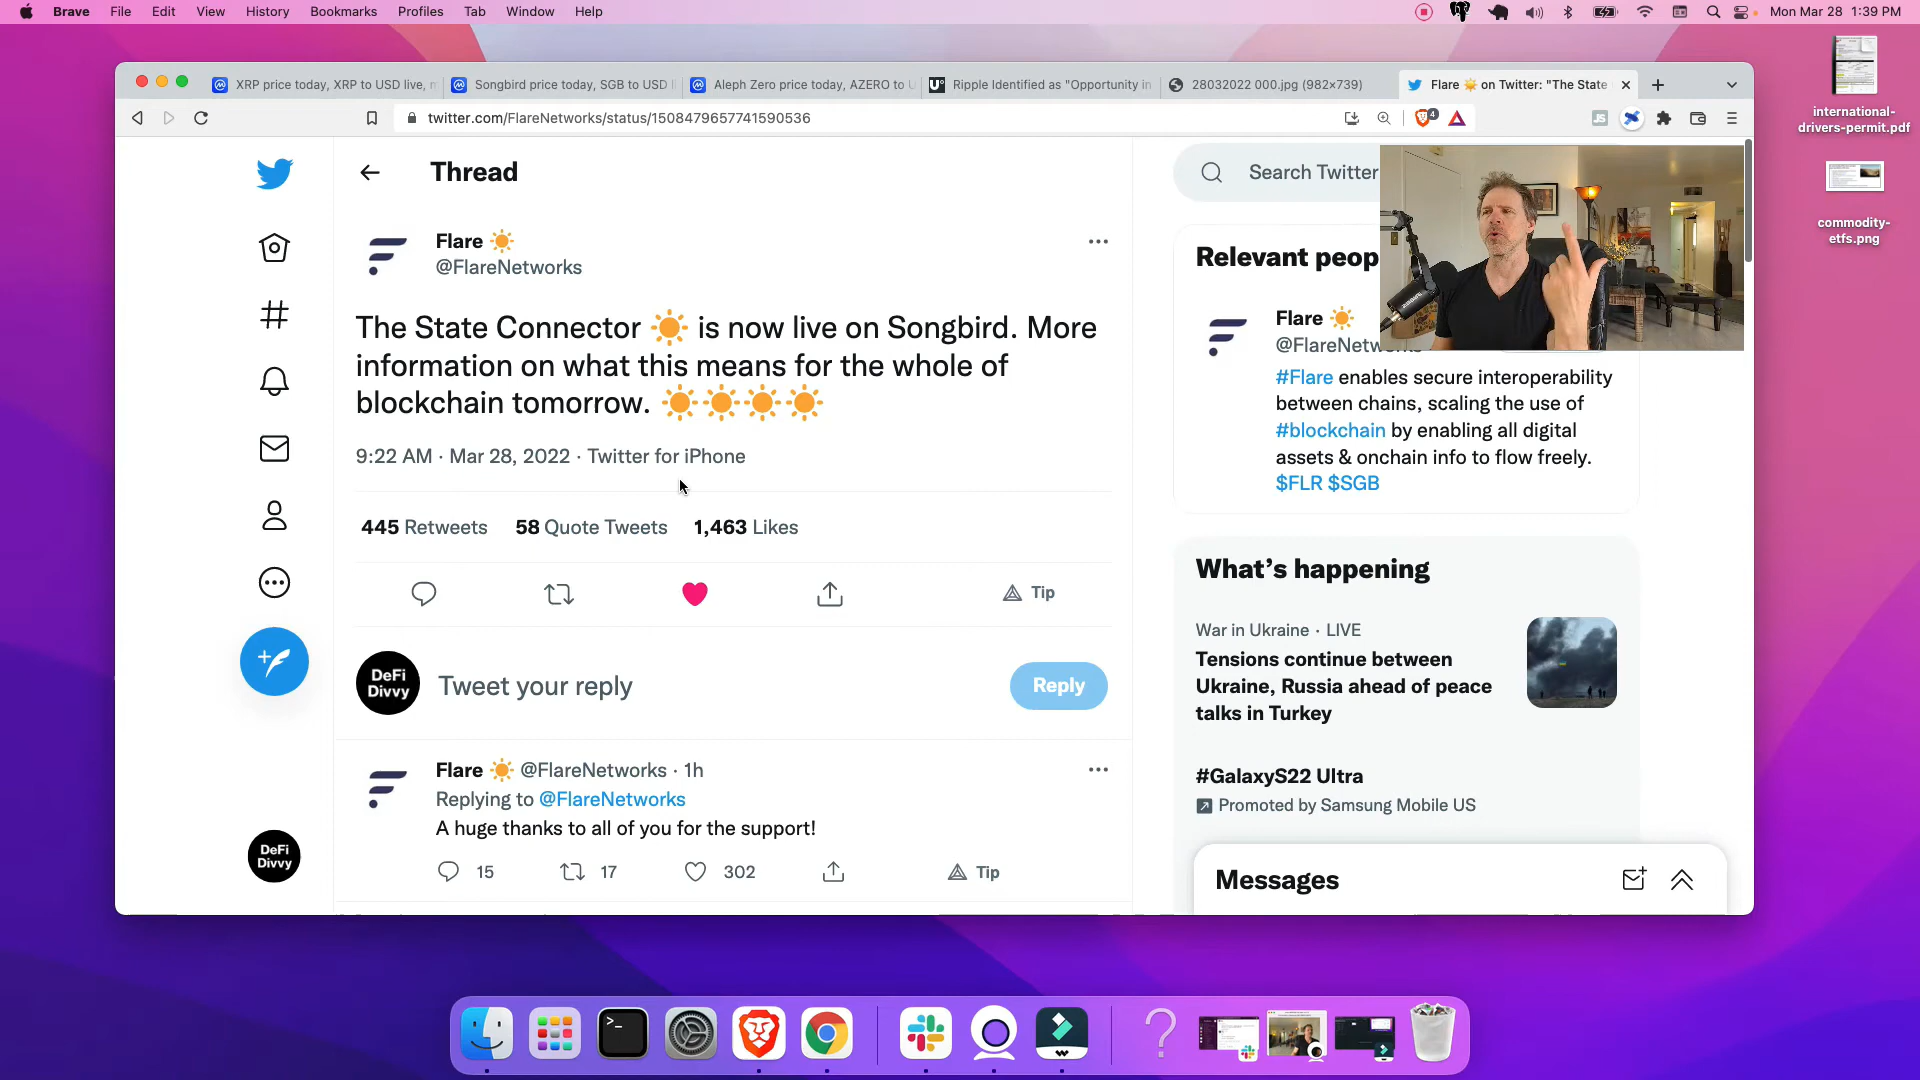 Brave File Edit View History Bookmarks Profiles Tab Window Help Mon Mar 28 1:39 PM
XRP price today, XRP to USD live, Songbird price today, SGB to USD Aleph Zero price today, AZERO to Ripple Identified as "Opportunity in 28032022 000.jpg (982×739) Flare ☀️ on Twitter: "The State
twitter.com/FlareNetworks/status/1508479657741590536
4
JS
international-
drivers-permit.pdf
commodity-
etfs.png
Thread
Flare ☀️
@FlareNetworks
The State Connector ☀️ is now live on Songbird. More
information on what this means for the whole of
blockchain tomorrow. ☀️☀️☀️☀️
9:22 AM · Mar 28, 2022 · Twitter for iPhone
445 Retweets 58 Quote Tweets 1,463 Likes
Tip
DeFi
Divvy
Tweet your reply
Reply
Flare ☀️ @FlareNetworks · 1h
Replying to @FlareNetworks
A huge thanks to all of you for the support!
15 17 302 Tip
DeFi
Divvy
Search Twitter
Relevant peop
Flare ☀️
@FlareNetw
#Flare enables secure interoperability
between chains, scaling the use of
#blockchain by enabling all digital
assets & onchain info to flow freely.
$FLR $SGB
What's happening
War in Ukraine · LIVE
Tensions continue between
Ukraine, Russia ahead of peace
talks in Turkey
#GalaxyS22 Ultra
Promoted by Samsung Mobile US
Messages